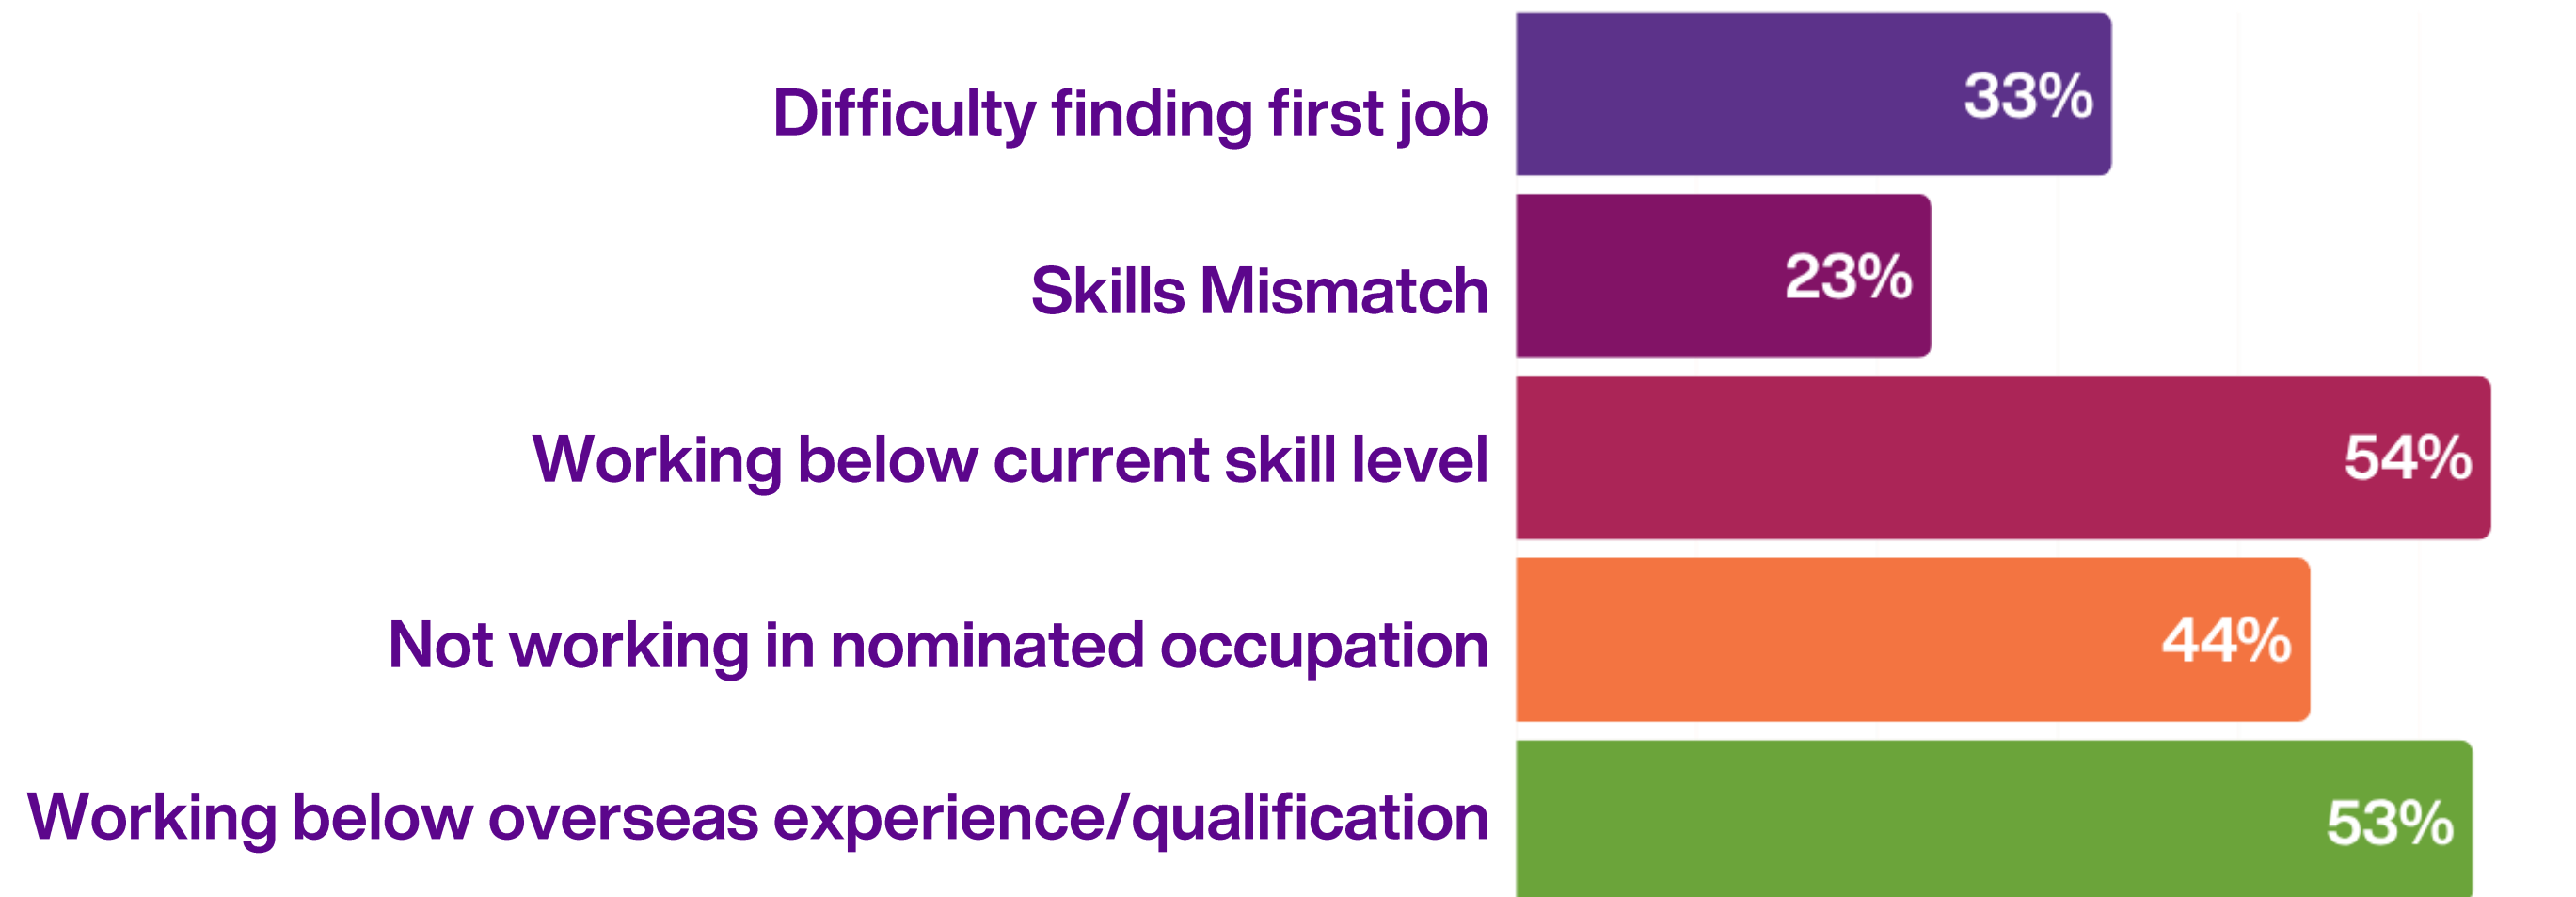 Difficulty finding first job 33%
Skills Mismatch 23%
Working below current skill level 54%
Not working in nominated occupation 44%
Working below overseas experience/qualification 53%